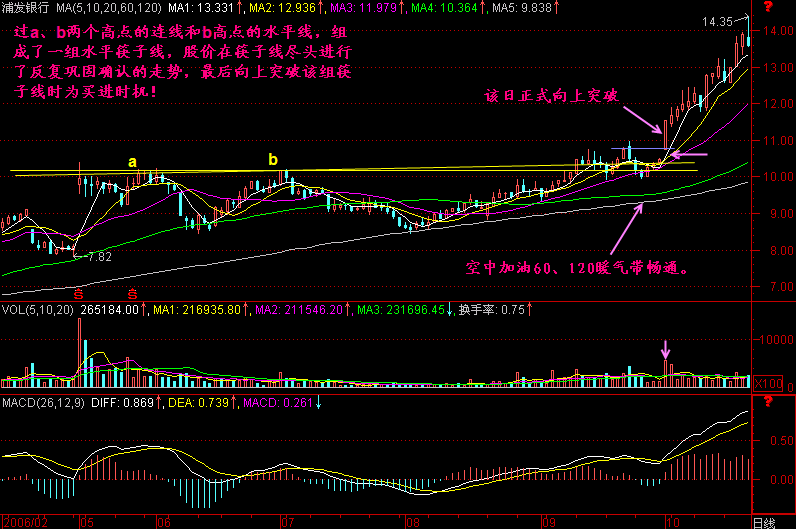 浦发银行 MA(5,10,20,60,120) MA1: 13.331↑, MA2: 12.936↑, MA3: 11.979↑, MA4: 10.364↑, MA5: 9.838↑
?
14.35
过a、b两个高点的连线和b高点的水平线，组
成了一组水平筷子线，股价在筷子线尽头进行
了反复巩固确认的走势，最后向上突破该组筷
子线时为买进时机！
14.00
13.00
该日正式向上突破
12.00
11.00
a
b
10.00
9.00
7.82
8.00
空中加油60、120暖气带畅通。
7.00
VOL(5,10,20) 265184.00↑, MA1: 216935.80↑, MA2: 211546.20↑, MA3: 231696.45↓, 换手率: 0.75↑
10000
X100
0
MACD(26,12,9) DIFF: 0.869↑, DEA: 0.739↑, MACD: 0.261↓
?
0.50
0.00
2006/02
05
06
07
08
09
10
日线